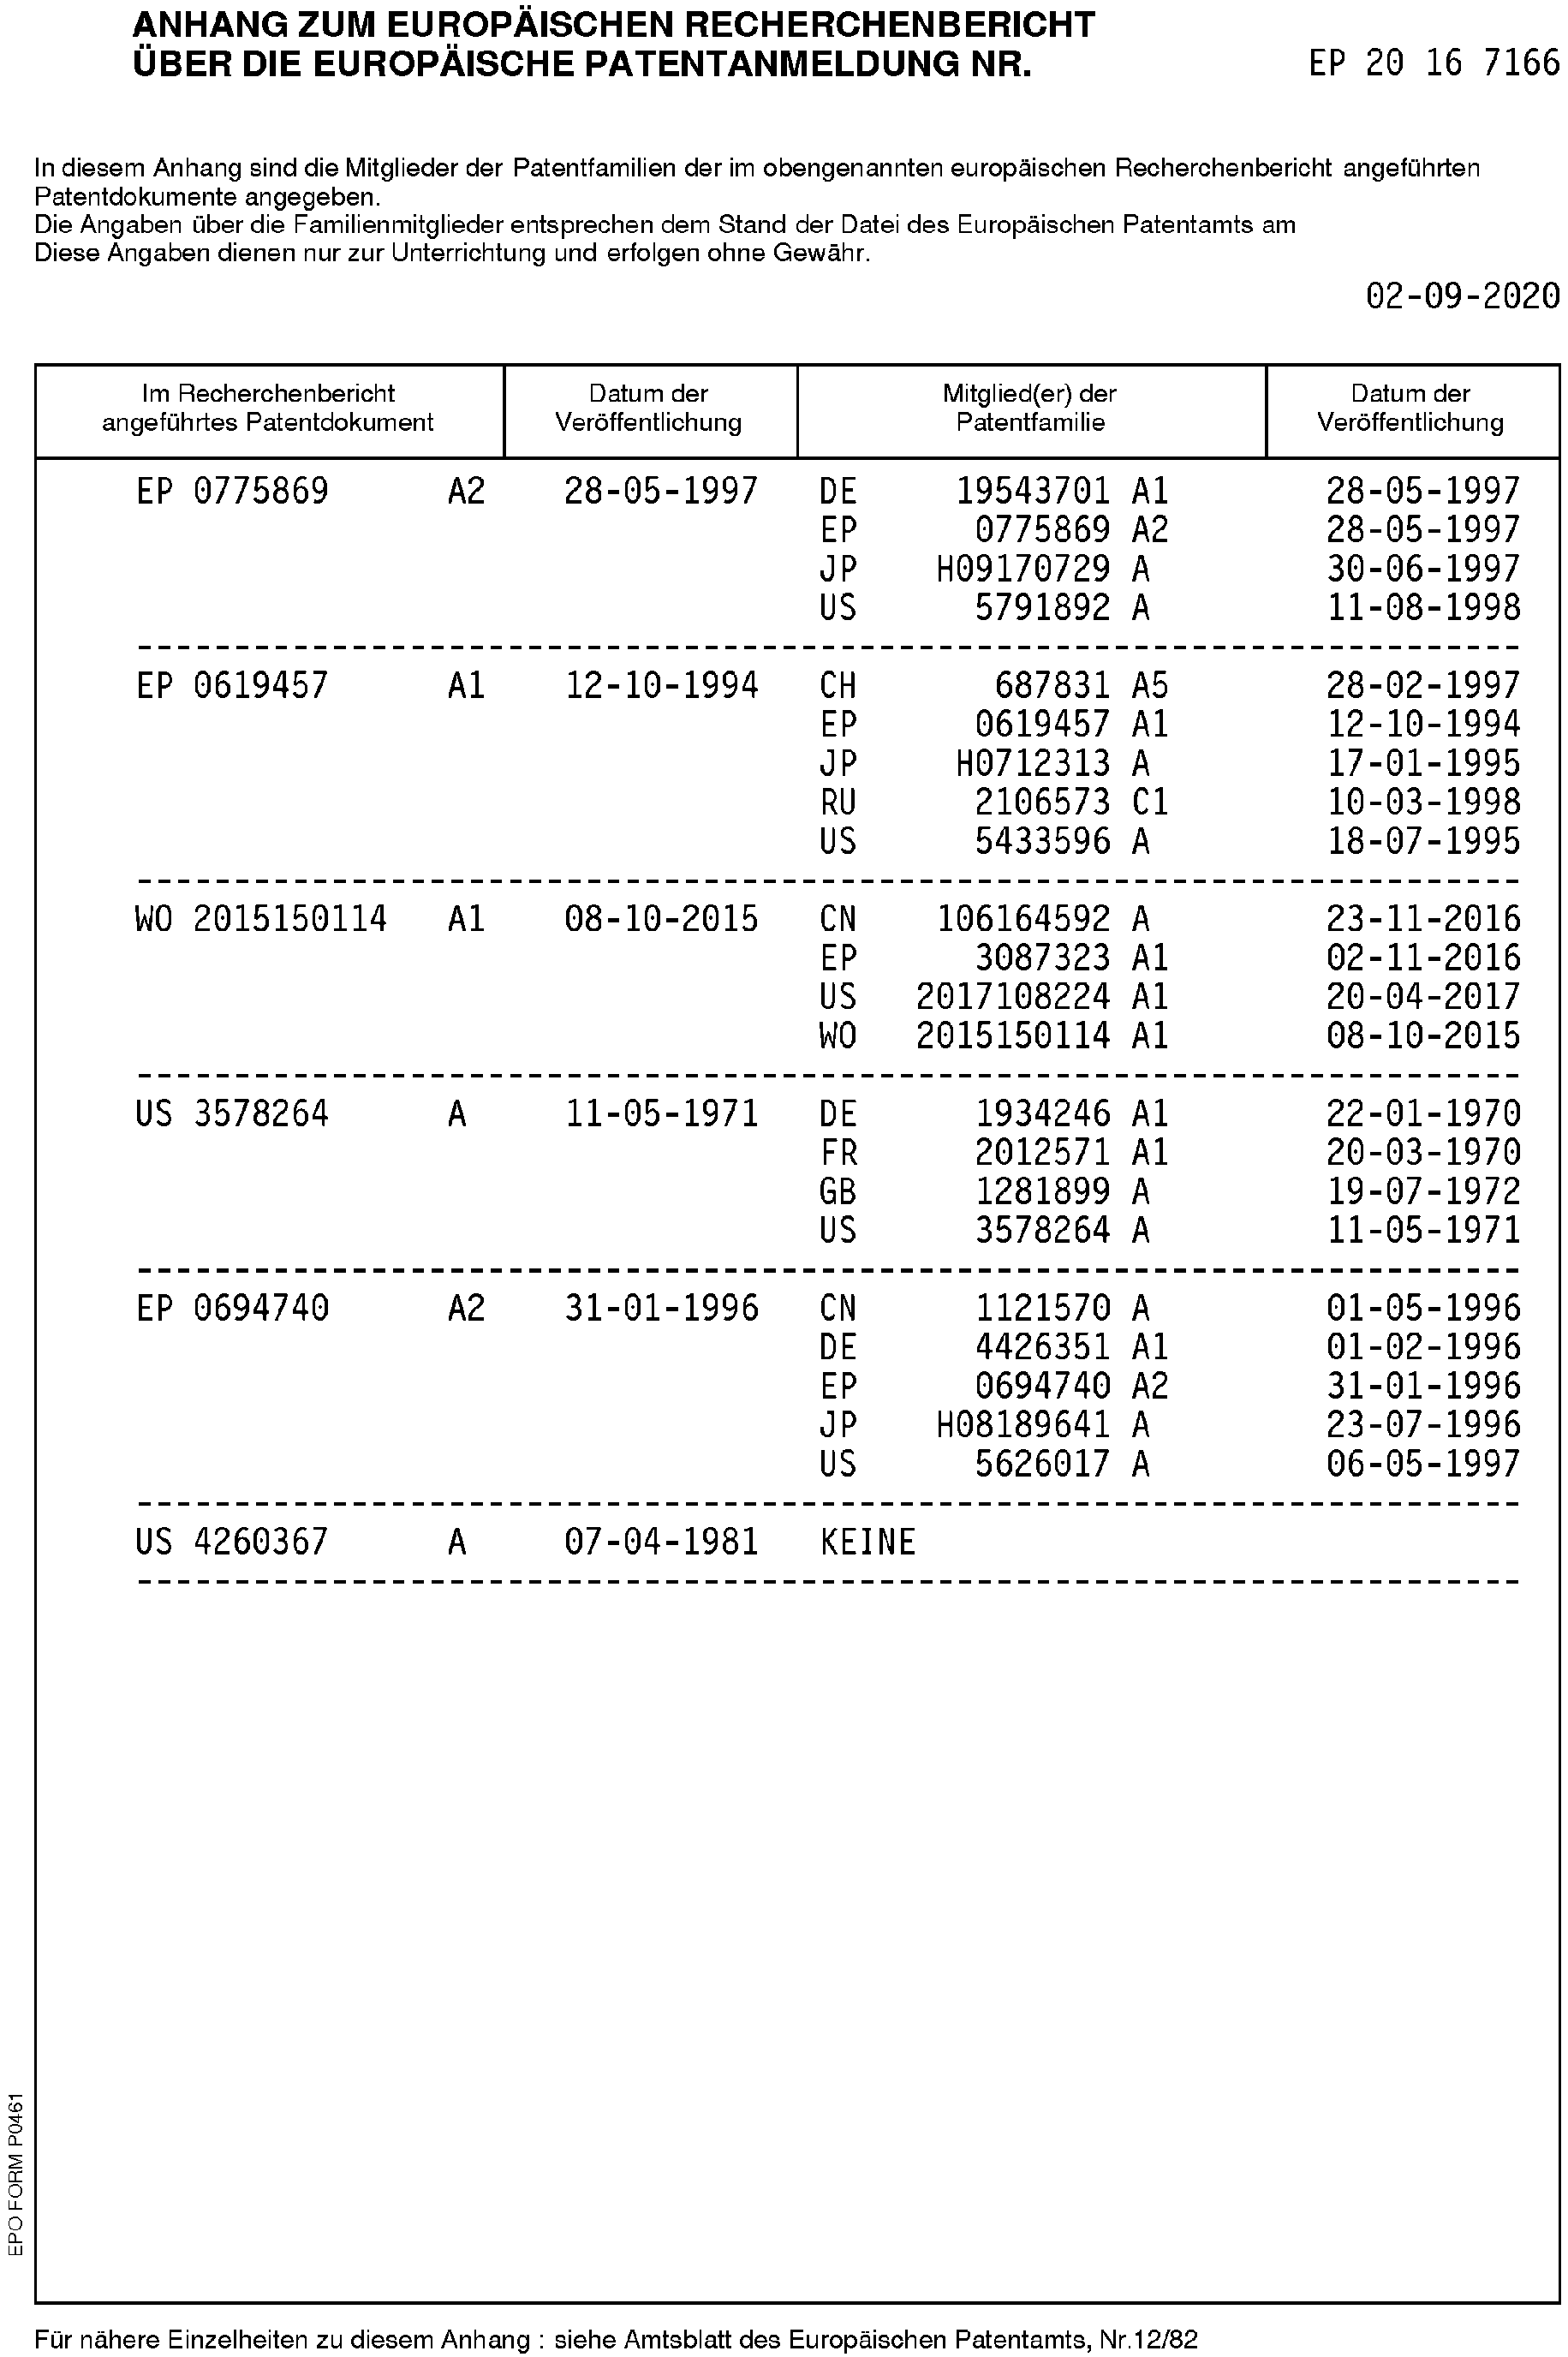 ANHANG ZUM EUROPÄISCHEN RECHERCHENBERICHT
ÜBER DIE EUROPÄISCHE PATENTANMELDUNG NR. EP 20 16 7166
In diesem Anhang sind die Mitglieder der Patentfamilien der im obengenannten europäischen Recherchenbericht angeführten
Patentdokumente angegeben.
Die Angaben über die Familienmitglieder entsprechen dem Stand der Datei des Europäischen Patentamts am
Diese Angaben dienen nur zur Unterrichtung und erfolgen ohne Gewähr.
02-09-2020
Im Recherchenbericht angeführtes Patentdokument | Datum der Veröffentlichung | Mitglied(er) der Patentfamilie | Datum der Veröffentlichung
EP 0775869 A2 28-05-1997 DE 19543701 A1 28-05-1997
EP 0775869 A2 28-05-1997
JP H09170729 A 30-06-1997
US 5791892 A 11-08-1998
EP 0619457 A1 12-10-1994 CH 687831 A5 28-02-1997
EP 0619457 A1 12-10-1994
JP H0712313 A 17-01-1995
RU 2106573 C1 10-03-1998
US 5433596 A 18-07-1995
WO 2015150114 A1 08-10-2015 CN 106164592 A 23-11-2016
EP 3087323 A1 02-11-2016
US 2017108224 A1 20-04-2017
WO 2015150114 A1 08-10-2015
US 3578264 A 11-05-1971 DE 1934246 A1 22-01-1970
FR 2012571 A1 20-03-1970
GB 1281899 A 19-07-1972
US 3578264 A 11-05-1971
EP 0694740 A2 31-01-1996 CN 1121570 A 01-05-1996
DE 4426351 A1 01-02-1996
EP 0694740 A2 31-01-1996
JP H08189641 A 23-07-1996
US 5626017 A 06-05-1997
US 4260367 A 07-04-1981 KEINE
EPO FORM P0461
Für nähere Einzelheiten zu diesem Anhang : siehe Amtsblatt des Europäischen Patentamts, Nr.12/82